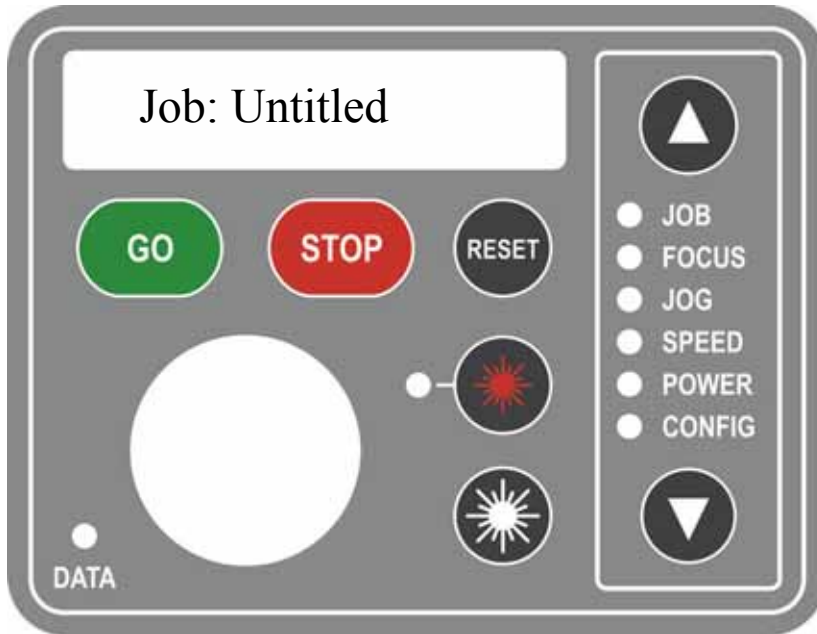 Job: Untitled
GO STOP RESET
JOB
FOCUS
JOG
SPEED
POWER
CONFIG
DATA